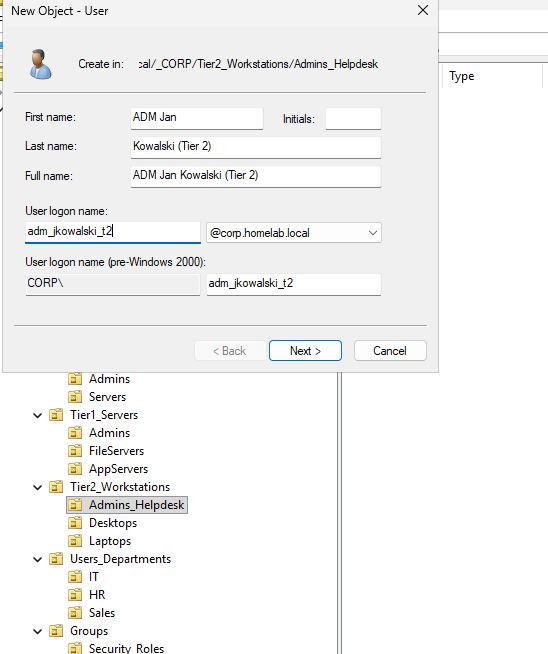 New Object - User
Create in: :cal/_CORP/Tier2_Workstations/Admins_Helpdesk
Type
First name: ADM Jan Initials:
Last name: Kowalski (Tier 2)
Full name: ADM Jan Kowalski (Tier 2)
User logon name:
adm_jkowalski_t2 @corp.homelab.local
User logon name (pre-Windows 2000):
CORP\ adm_jkowalski_t2
< Back Next > Cancel
Admins
Servers
Tier1_Servers
Admins
FileServers
AppServers
Tier2_Workstations
Admins_Helpdesk
Desktops
Laptops
Users_Departments
IT
HR
Sales
Groups
Security_Roles